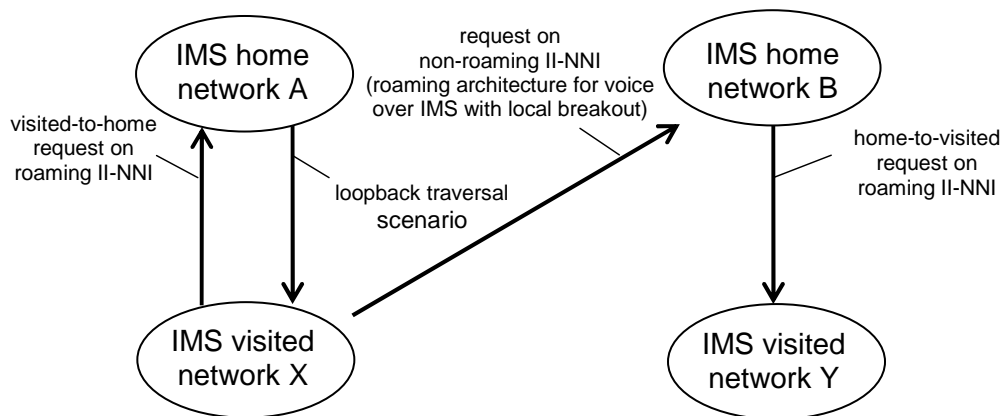 IMS home
network A
request on
non-roaming II-NNI
(roaming architecture for voice
over IMS with local breakout)
IMS home
network B
visited-to-home
request on
roaming II-NNI
loopback traversal
scenario
home-to-visited
request on
roaming II-NNI
IMS visited
network X
IMS visited
network Y